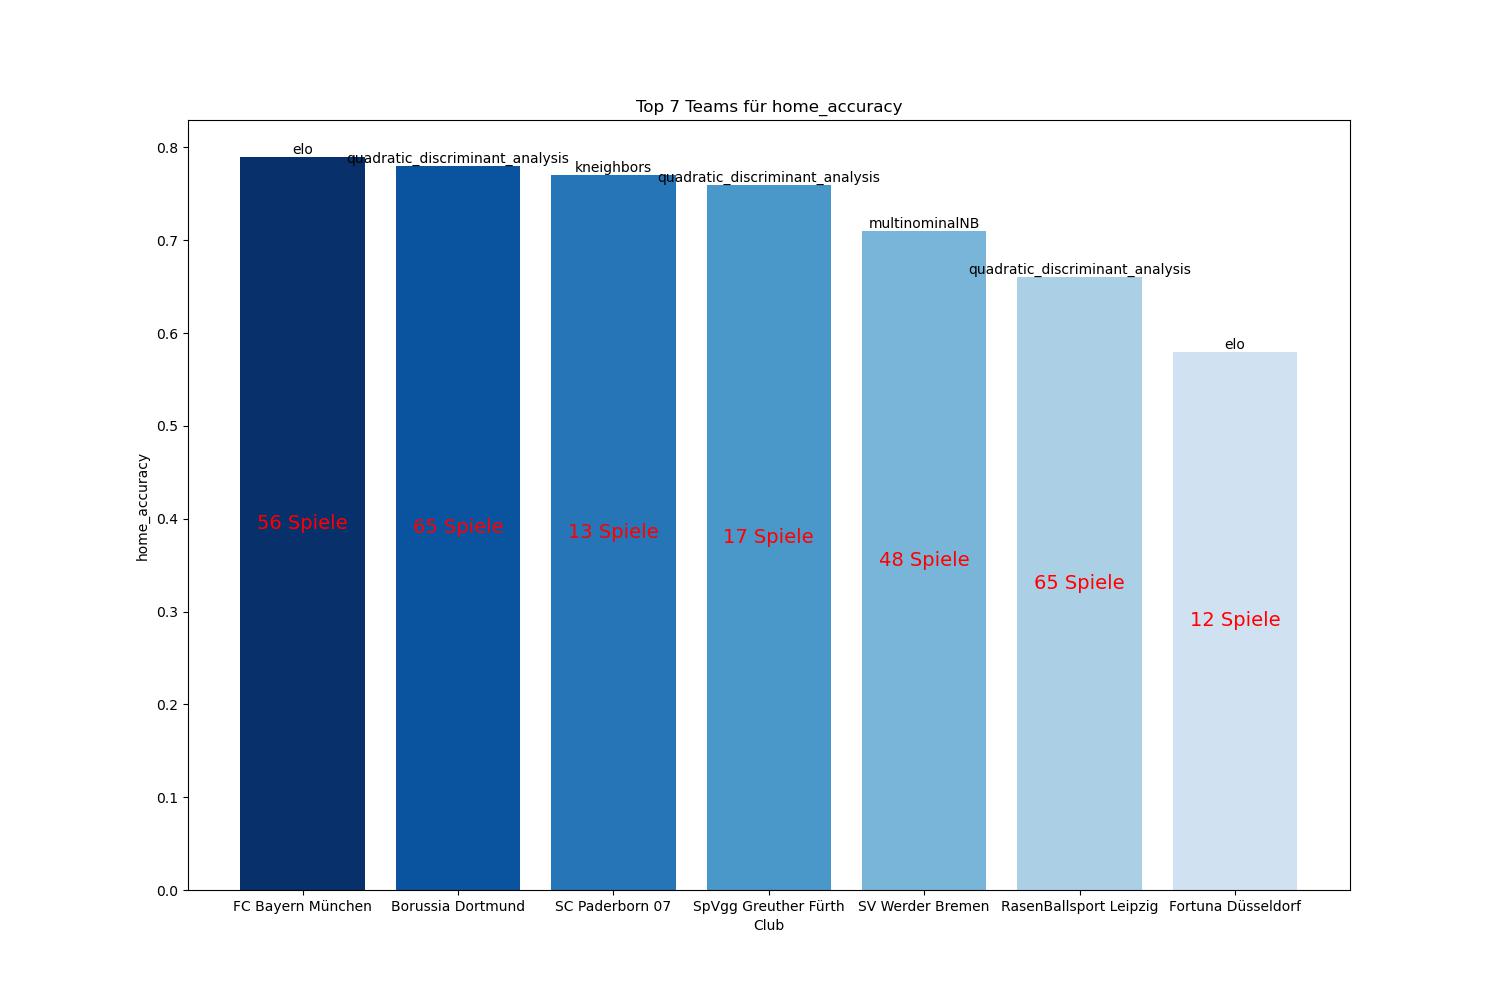 Top 7 Teams für home_accuracy
home_accuracy
0.8
0.7
0.6
0.5
0.4
0.3
0.2
0.1
0.0
elo
quadratic_discriminant_analysis
kneighbors
quadratic_discriminant_analysis
multinominalNB
quadratic_discriminant_analysis
elo
56 Spiele
65 Spiele
13 Spiele
17 Spiele
48 Spiele
65 Spiele
12 Spiele
FC Bayern München
Borussia Dortmund
SC Paderborn 07
SpVgg Greuther Fürth
SV Werder Bremen
RasenBallsport Leipzig
Fortuna Düsseldorf
Club